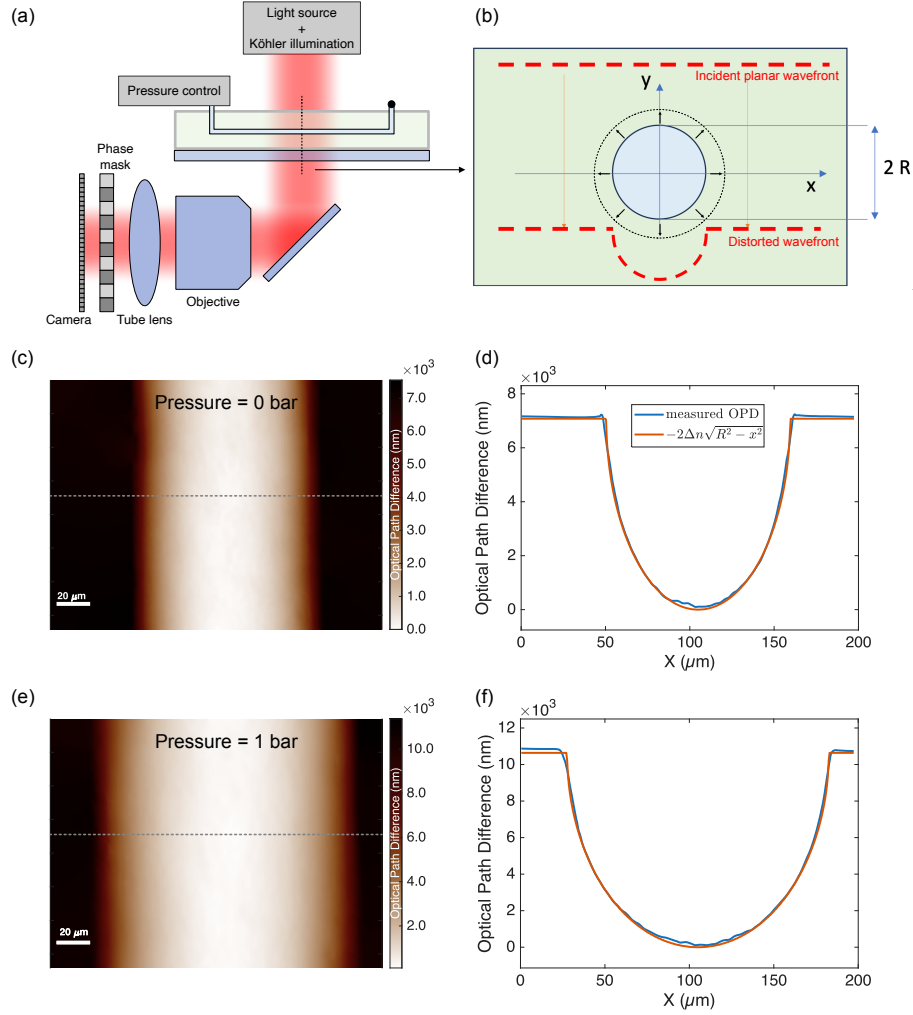 (a)
Light source
+
Köhler illumination
Pressure control
Phase
mask
Camera
Tube lens
Objective
(b)
Incident planar wavefront
y
x
2 R
Distorted wavefront
(c)
Pressure = 0 bar
20 μm
×10³
7.0
6.0
5.0
4.0
3.0
2.0
1.0
0.0
Optical Path Difference (nm)
(d)
×10³
8
6
4
2
0
Optical Path Difference (nm)
measured OPD
−2Δn√R² − x²
0
50
100
150
200
X (μm)
(e)
Pressure = 1 bar
20 μm
×10³
10.0
8.0
6.0
4.0
2.0
Optical Path Difference (nm)
(f)
×10³
12
10
8
6
4
2
0
Optical Path Difference (nm)
0
50
100
150
200
X (μm)